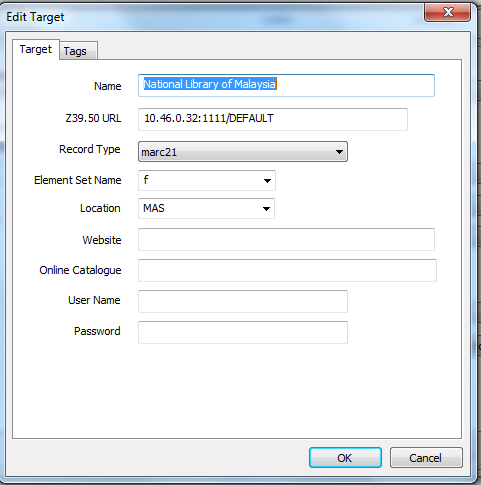 Edit Target
Target Tags
Name National Library of Malaysia
Z39.50 URL 10.46.0.32:1111/DEFAULT
Record Type marc21
Element Set Name f
Location MAS
Website
Online Catalogue
User Name
Password
OK Cancel